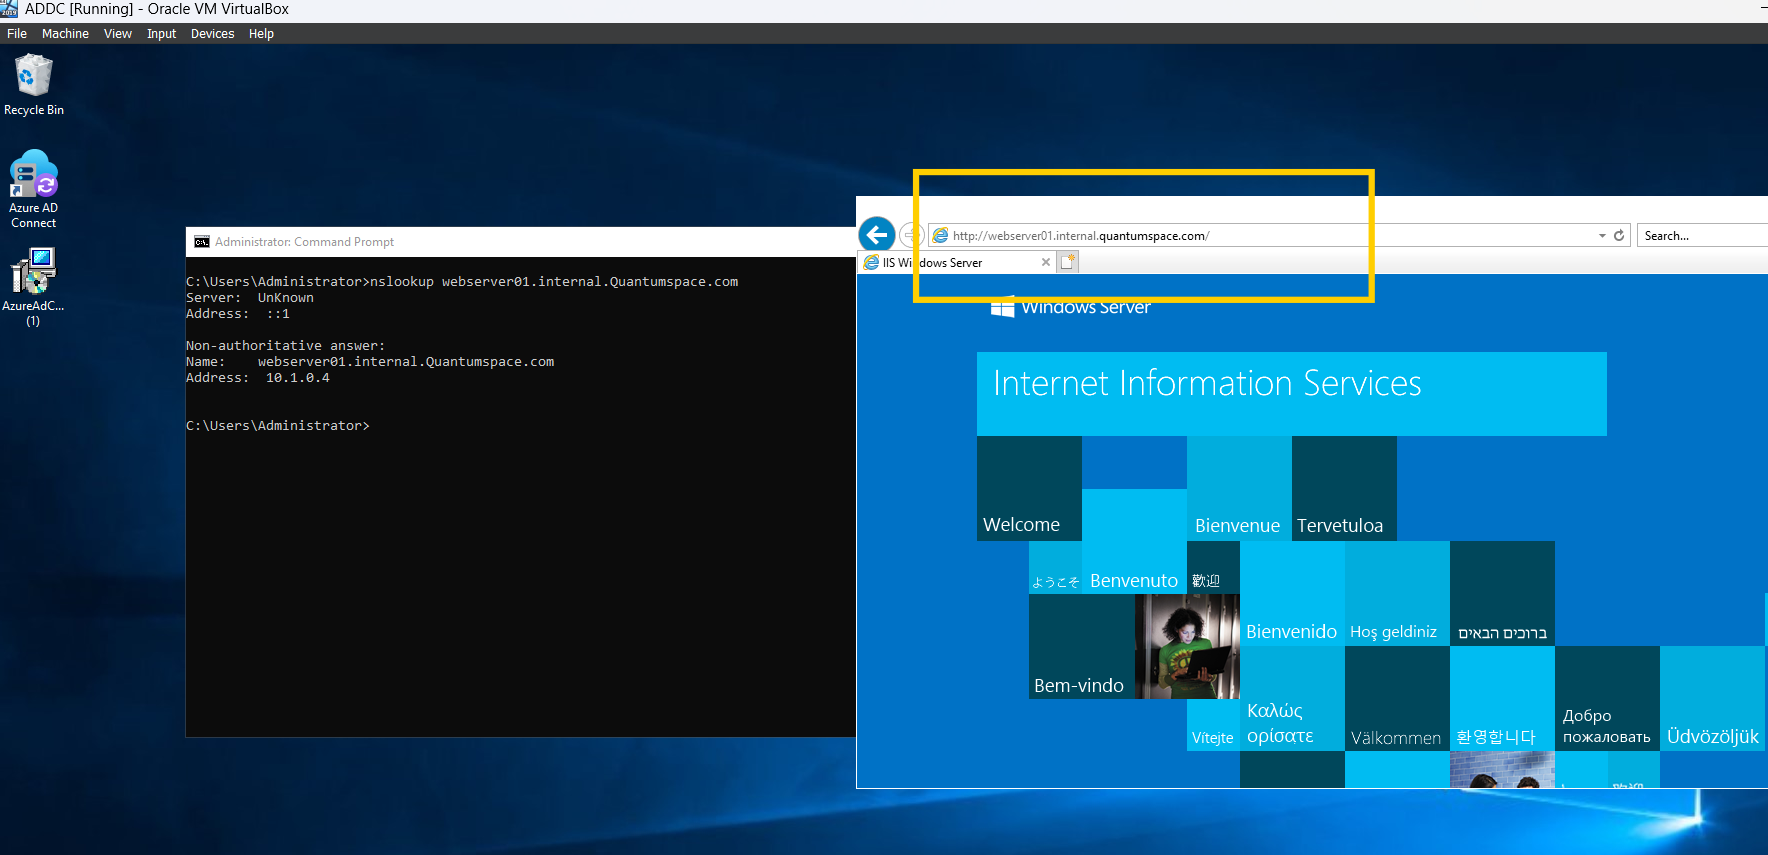 ADDC [Running] - Oracle VM VirtualBox
File Machine View Input Devices Help
Recycle Bin
Azure AD
Connect
AzureAdC...
(1)
Administrator: Command Prompt
C:\Users\Administrator>nslookup webserver01.internal.Quantumspace.com
Server:  UnKnown
Address:  ::1
Non-authoritative answer:
Name:    webserver01.internal.Quantumspace.com
Address:  10.1.0.4
C:\Users\Administrator>
http://webserver01.internal.quantumspace.com/
Search...
IIS Windows Server
Windows Server
Internet Information Services
Welcome
Bienvenue
Tervetuloa
ようこそ
Benvenuto
歡迎
Bienvenido
Hoş geldiniz
ברוכים הבאים
Bem-vindo
Vítejte
Καλώς
ορίσατε
Välkommen
환영합니다
Добро
пожаловать
Üdvözöljük